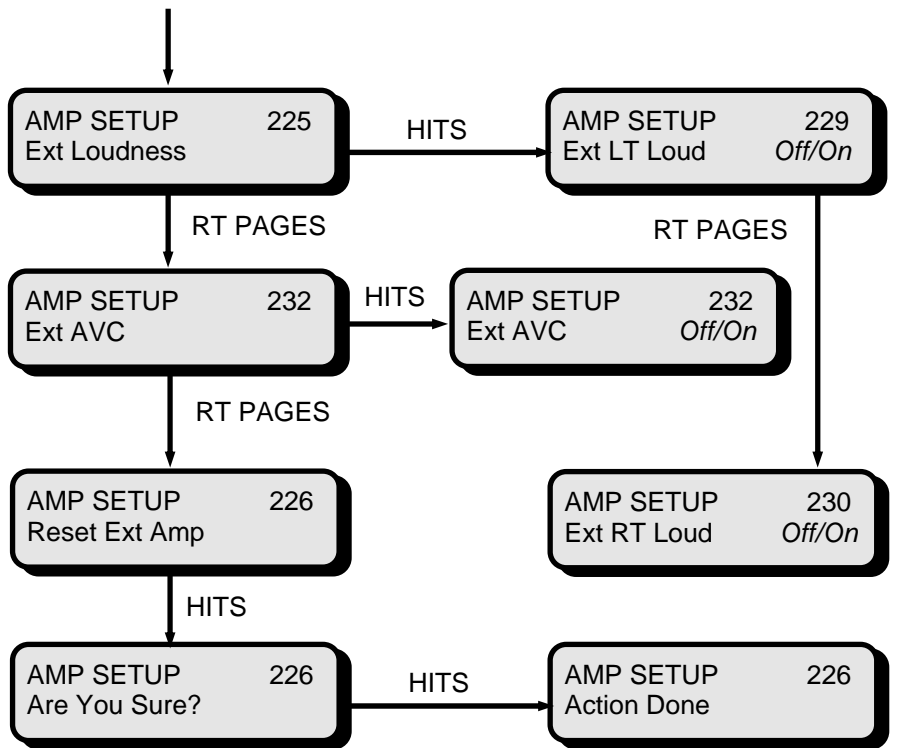 AMP SETUP 225
Ext Loudness
HITS
AMP SETUP 229
Ext LT Loud Off/On
RT PAGES
RT PAGES
AMP SETUP 232
Ext AVC
HITS
AMP SETUP 232
Ext AVC Off/On
RT PAGES
AMP SETUP 226
Reset Ext Amp
AMP SETUP 230
Ext RT Loud Off/On
HITS
AMP SETUP 226
Are You Sure?
HITS
AMP SETUP 226
Action Done